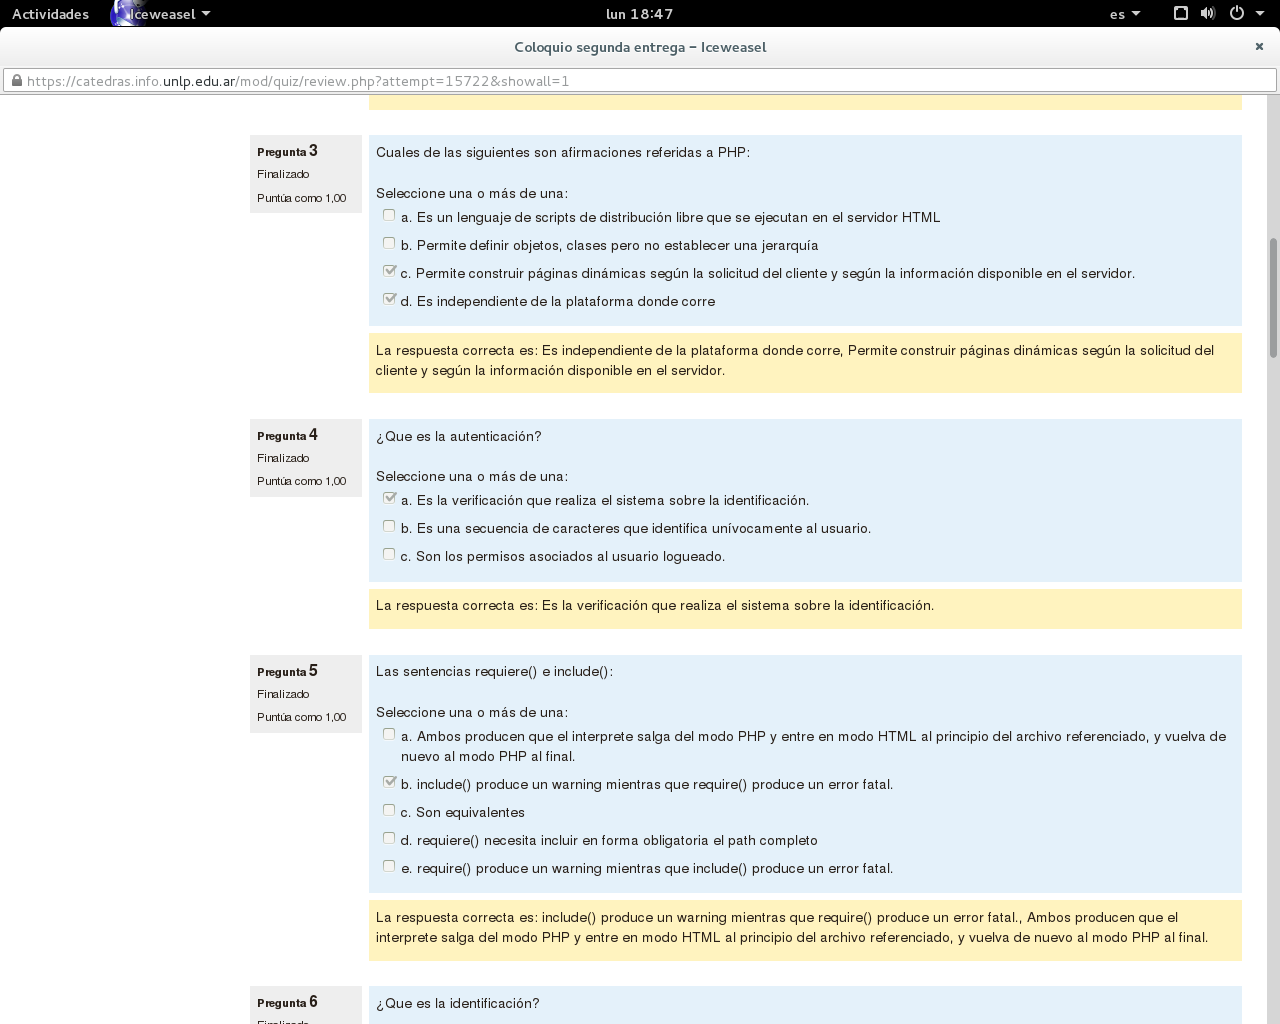 Actividades Iceweasel lun 18:47 es
Coloquio segunda entrega – Iceweasel
https://catedras.info.unlp.edu.ar/mod/quiz/review.php?attempt=15722&showall=1
Pregunta 3
Finalizado
Puntúa como 1,00
Cuales de las siguientes son afirmaciones referidas a PHP:
Seleccione una o más de una:
a. Es un lenguaje de scripts de distribución libre que se ejecutan en el servidor HTML
b. Permite definir objetos, clases pero no establecer una jerarquía
c. Permite construir páginas dinámicas según la solicitud del cliente y según la información disponible en el servidor.
d. Es independiente de la plataforma donde corre
La respuesta correcta es: Es independiente de la plataforma donde corre, Permite construir páginas dinámicas según la solicitud del
cliente y según la información disponible en el servidor.
Pregunta 4
Finalizado
Puntúa como 1,00
¿Que es la autenticación?
Seleccione una o más de una:
a. Es la verificación que realiza el sistema sobre la identificación.
b. Es una secuencia de caracteres que identifica unívocamente al usuario.
c. Son los permisos asociados al usuario logueado.
La respuesta correcta es: Es la verificación que realiza el sistema sobre la identificación.
Pregunta 5
Finalizado
Puntúa como 1,00
Las sentencias requiere() e include():
Seleccione una o más de una:
a. Ambos producen que el interprete salga del modo PHP y entre en modo HTML al principio del archivo referenciado, y vuelva de
nuevo al modo PHP al final.
b. include() produce un warning mientras que require() produce un error fatal.
c. Son equivalentes
d. requiere() necesita incluir en forma obligatoria el path completo
e. require() produce un warning mientras que include() produce un error fatal.
La respuesta correcta es: include() produce un warning mientras que require() produce un error fatal., Ambos producen que el
interprete salga del modo PHP y entre en modo HTML al principio del archivo referenciado, y vuelva de nuevo al modo PHP al final.
Pregunta 6
Finalizado
¿Que es la identificación?